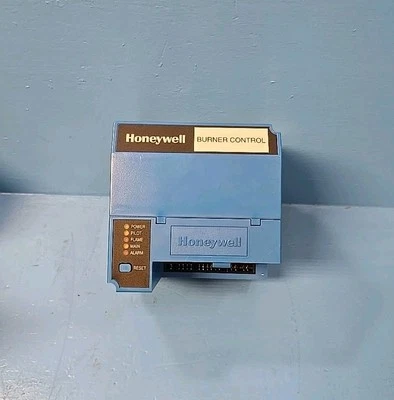 Honeywell BURNER CONTROL
POWER
PILOT
FLAME
MAIN
ALARM
RESET
Honeywell